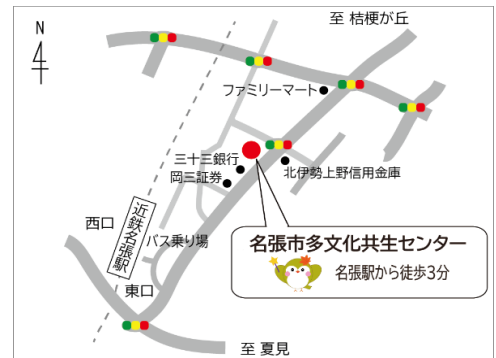 N
至 桔梗が丘
ファミリーマート
三十三銀行
岡三証券
北伊勢上野信用金庫
西口
近鉄名張駅
バス乗り場
東口
名張市多文化共生センター
名張駅から徒歩3分
至 夏見